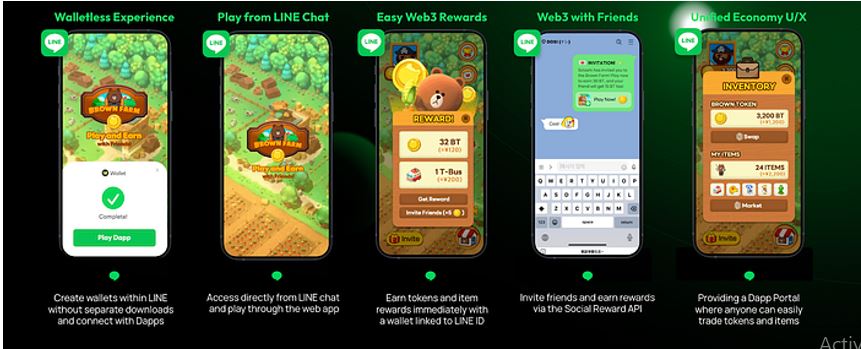 Walletless Experience
LINE
BROWN FARM
Play and Earn
with Friends!
Wallet
Complete!
Play Dapp
Create wallets within LINE
without separate downloads
and connect with Dapps
Play from LINE Chat
LINE
BROWN FARM
Play and Earn
with Friends!
Access directly from LINE chat
and play through the web app
Easy Web3 Rewards
LINE
REWARD!
32 BT
(+¥120)
1 T-Bus
(+¥200)
Get Reward
Invite Friends (+5)
Invite
Earn tokens and item
rewards immediately with
a wallet linked to LINE ID
Web3 with Friends
LINE
INVITATION
Play Now!
Cool
Q W E R T Y U I O P
A S D F G H J K L
Z X C V B N M
123
space
return
Invite friends and earn rewards
via the Social Reward API
Unified Economy U/X
LINE
INVENTORY
BROWN TOKEN
3,200 BT
(+¥1,200)
Swap
MY ITEMS
24 ITEMS
(+¥2,200)
Market
Invite
Providing a Dapp Portal
where anyone can easily
trade tokens and items
Activ